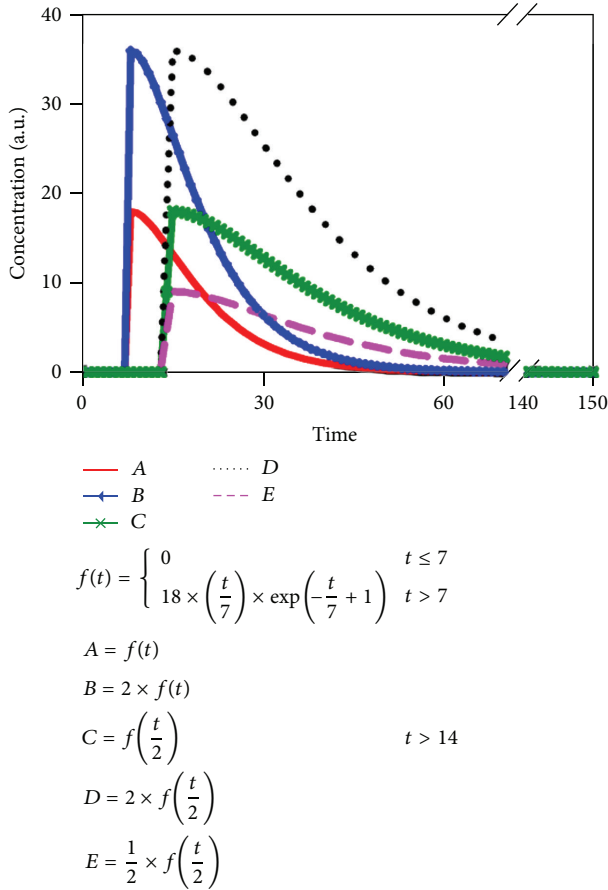 40
30
20
10
0
Concentration (a.u.)
0 30 60 140 150
Time
A D
B E
C
f(t) = { 0 t ≤ 7
18 × (t/7) × exp(−t/7 + 1) t > 7
A = f(t)
B = 2 × f(t)
C = f(t/2) t > 14
D = 2 × f(t/2)
E = 1/2 × f(t/2)